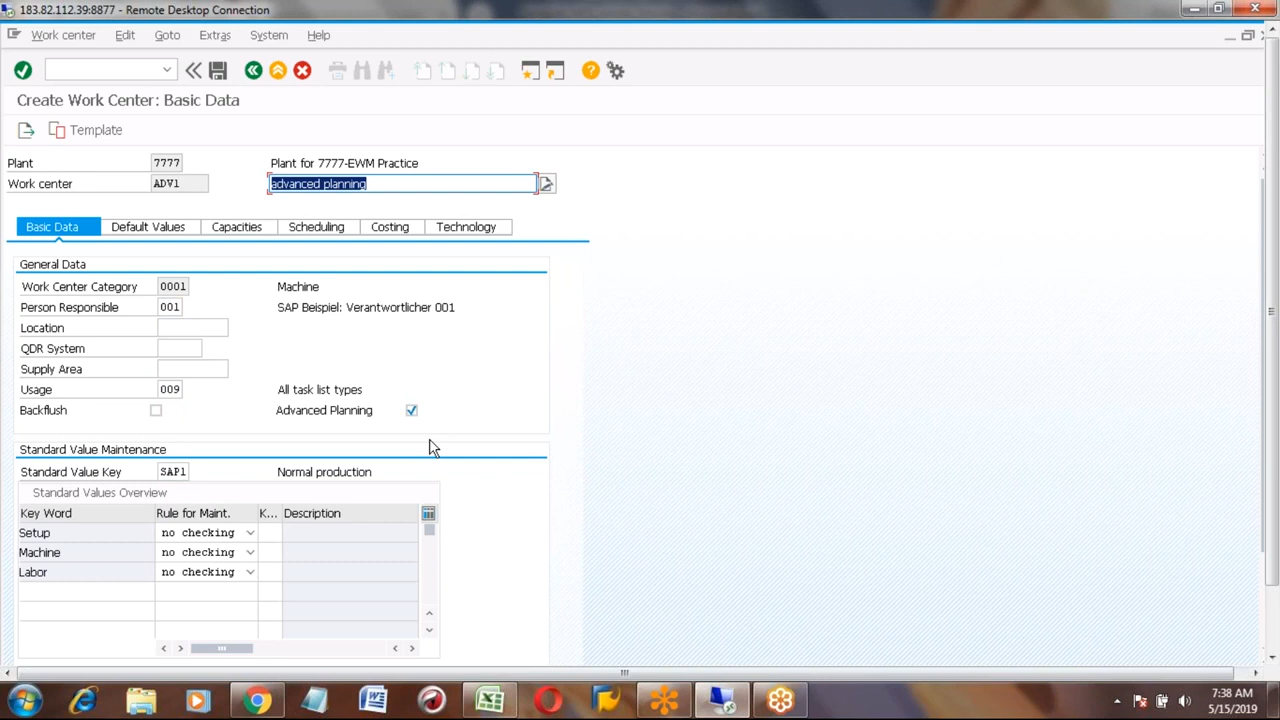 183.82.112.39:8877 - Remote Desktop Connection
Work center Edit Goto Extras System Help
Create Work Center: Basic Data
Template
Plant 7777 Plant for 7777-EWM Practice
Work center ADV1 advanced planning
Basic Data Default Values Capacities Scheduling Costing Technology
General Data
Work Center Category 0001 Machine
Person Responsible 001 SAP Beispiel: Verantwortlicher 001
Location
QDR System
Supply Area
Usage 009 All task list types
Backflush Advanced Planning
Standard Value Maintenance
Standard Value Key SAP1 Normal production
Standard Values Overview
Key Word Rule for Maint. K... Description
Setup no checking
Machine no checking
Labor no checking
7:38 AM
5/15/2019